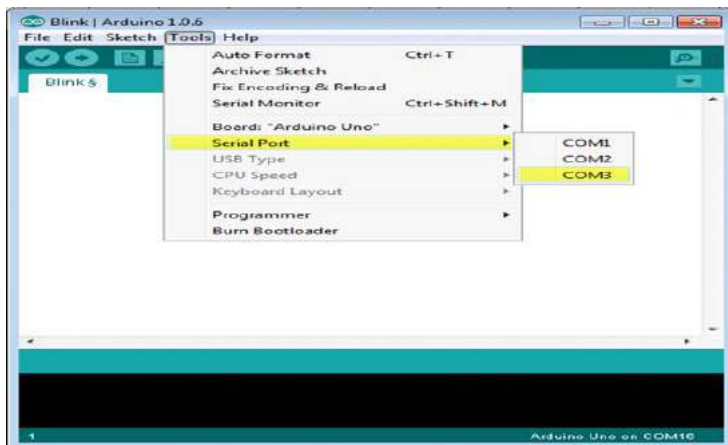 Blink | Arduino 1.0.6
File Edit Sketch Tools Help
Blink §
Auto Format Ctrl+T
Archive Sketch
Fix Encoding & Reload
Serial Monitor Ctrl+Shift+M
Board: "Arduino Uno"
Serial Port
USB Type
CPU Speed
Keyboard Layout
Programmer
Burn Bootloader
COM1
COM2
COM3
1 Arduino Uno on COM16